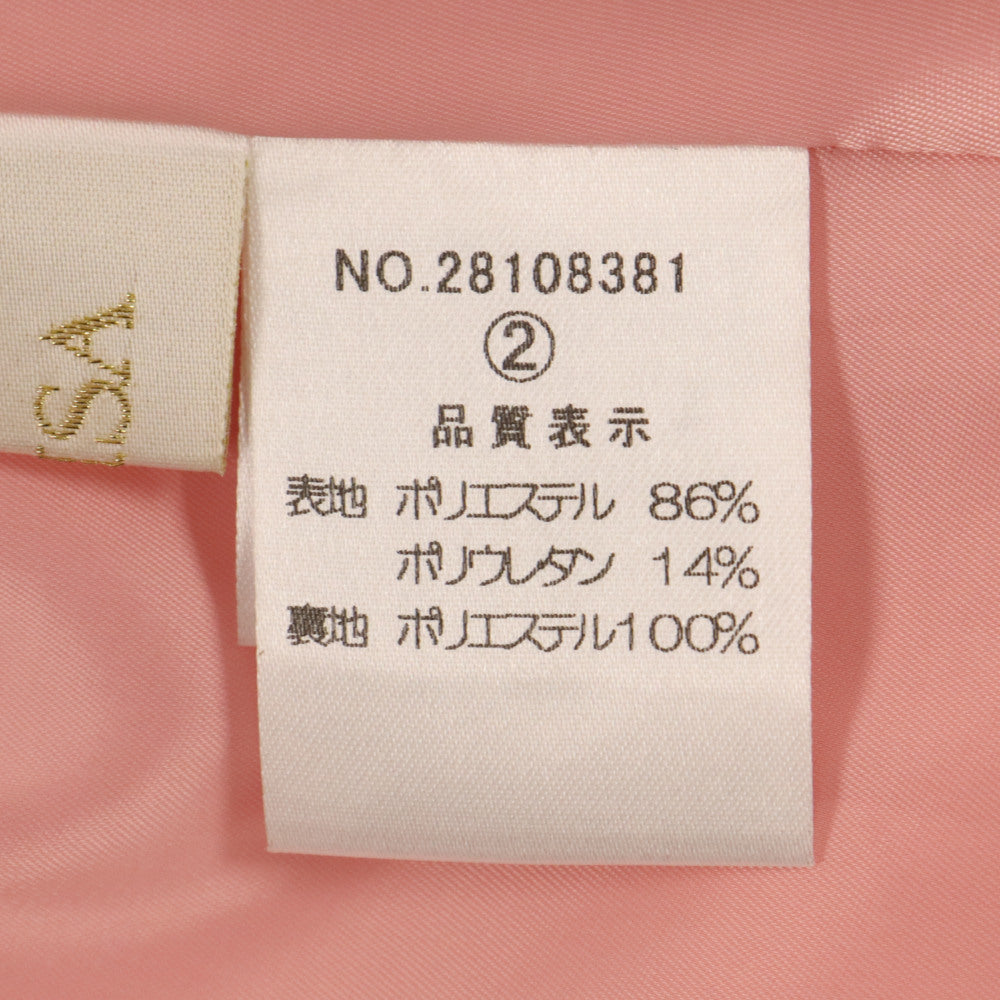 NO.28108381
②
品質表示
表地 ポリエステル 86%
ポリウレタン 14%
裏地 ポリエステル100%
SA